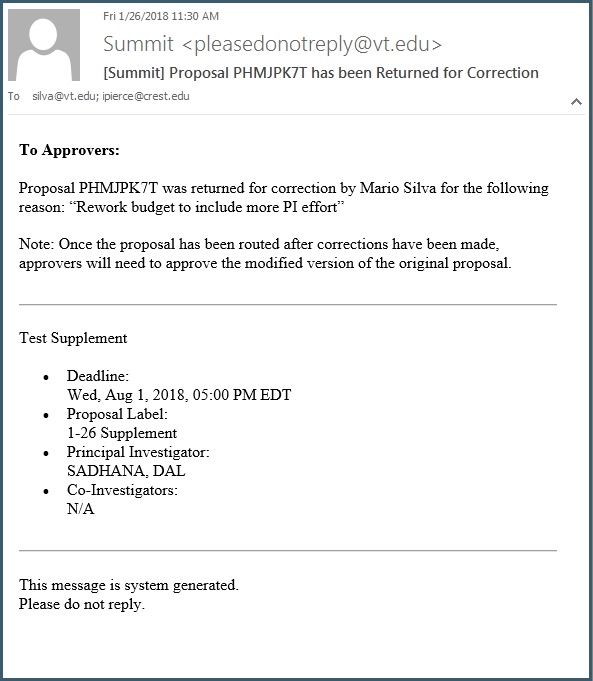 Fri 1/26/2018 11:30 AM
Summit <pleasedonotreply@vt.edu>
[Summit] Proposal PHMJPK7T has been Returned for Correction
To silva@vt.edu; ipierce@crest.edu
To Approvers:
Proposal PHMJPK7T was returned for correction by Mario Silva for the following
reason: “Rework budget to include more PI effort”
Note: Once the proposal has been routed after corrections have been made,
approvers will need to approve the modified version of the original proposal.
Test Supplement
• Deadline:
Wed, Aug 1, 2018, 05:00 PM EDT
• Proposal Label:
1-26 Supplement
• Principal Investigator:
SADHANA, DAL
• Co-Investigators:
N/A
This message is system generated.
Please do not reply.